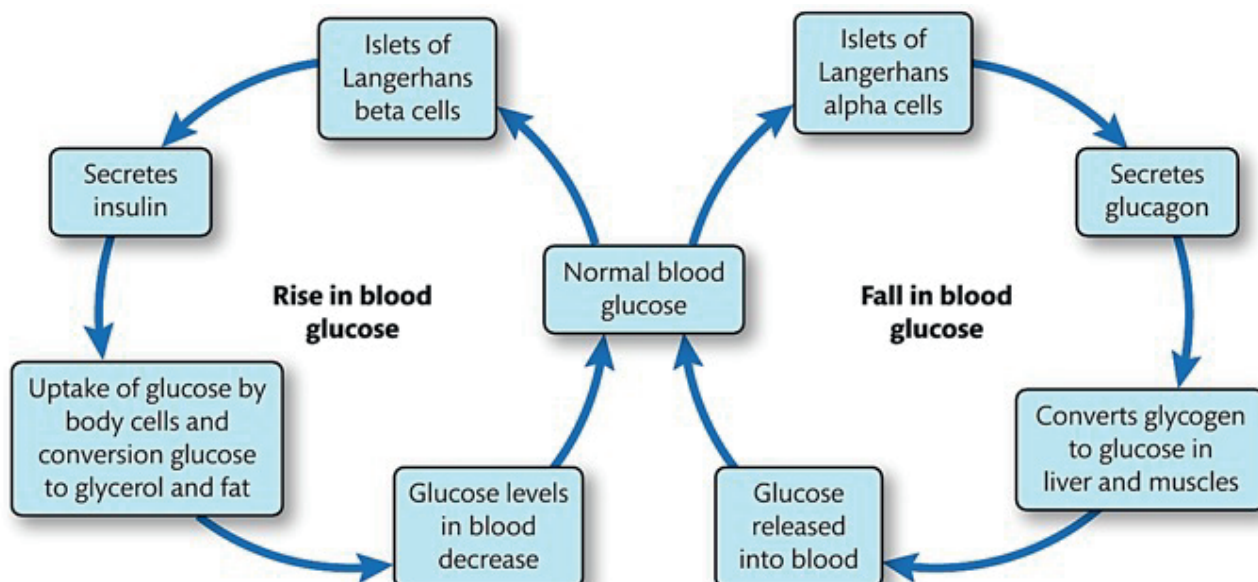 Islets of
Langerhans
beta cells
Islets of
Langerhans
alpha cells
Secretes
insulin
Secretes
glucagon
Normal blood
glucose
Rise in blood
glucose
Fall in blood
glucose
Uptake of glucose by
body cells and
conversion glucose
to glycerol and fat
Converts glycogen
to glucose in
liver and muscles
Glucose levels
in blood
decrease
Glucose
released
into blood